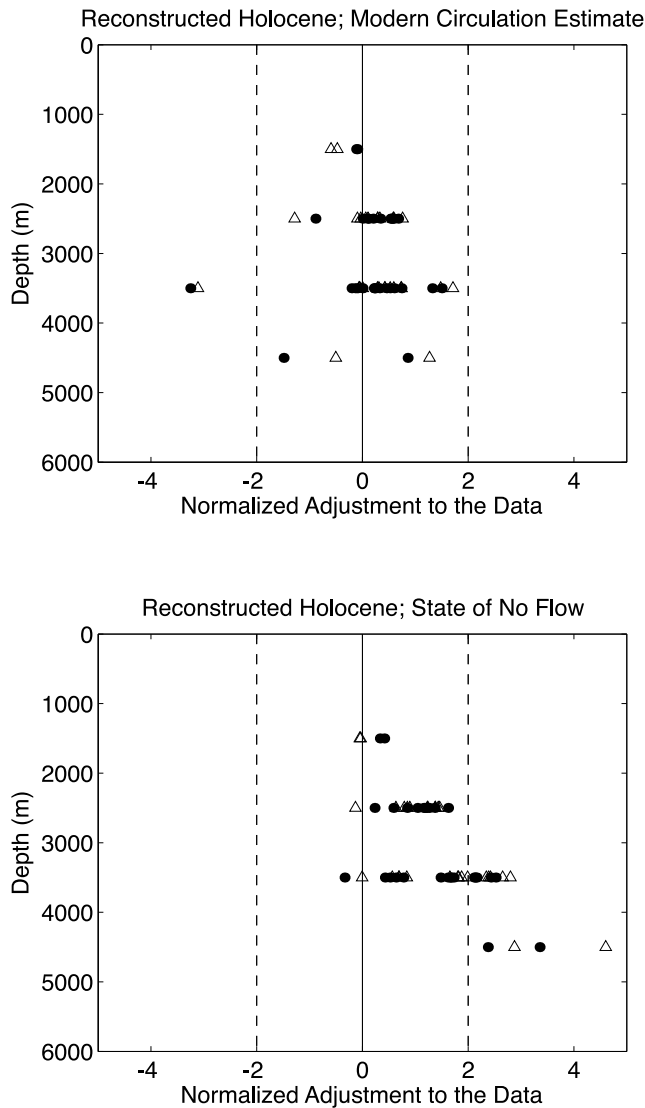 Reconstructed Holocene; Modern Circulation Estimate
0
1000
2000
3000
4000
5000
6000
Depth (m)
-4 -2 0 2 4
Normalized Adjustment to the Data
Reconstructed Holocene; State of No Flow
0
1000
2000
3000
4000
5000
6000
Depth (m)
-4 -2 0 2 4
Normalized Adjustment to the Data